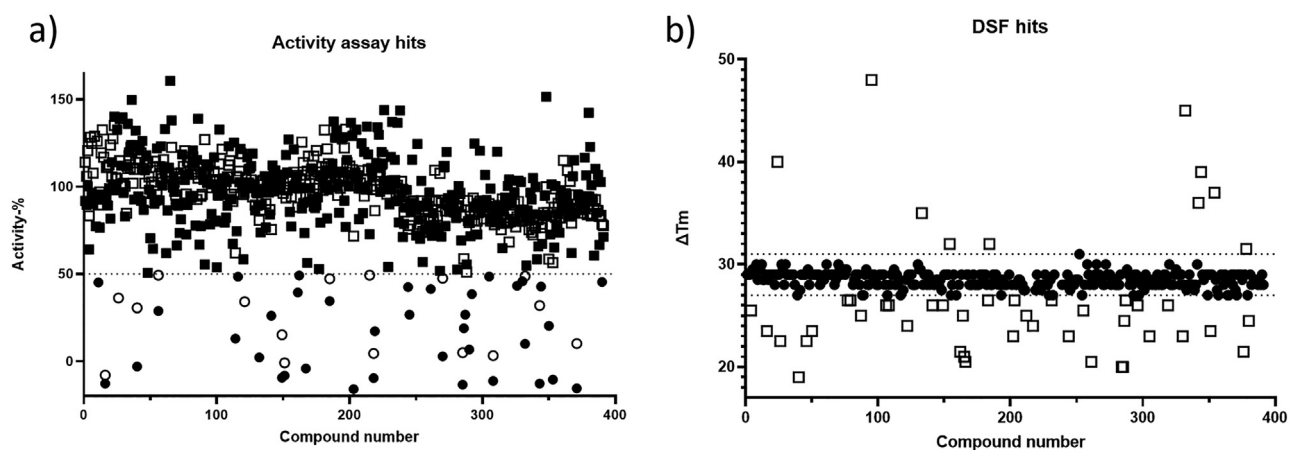 a)
Activity assay hits
150
100
50
0
Activity-%
0 100 200 300 400
Compound number
b)
DSF hits
50
40
30
20
ΔTm
0 100 200 300 400
Compound number